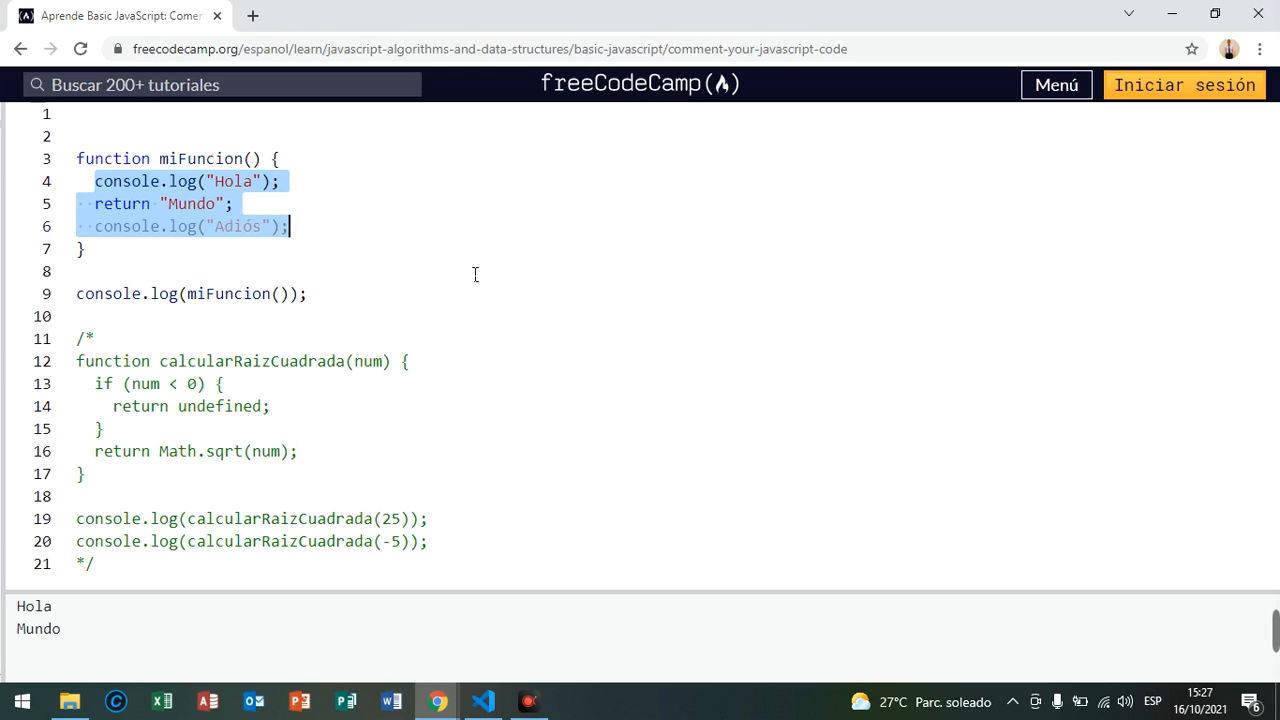 Aprende Basic JavaScript: Comen
freecodecamp.org/espanol/learn/javascript-algorithms-and-data-structures/basic-javascript/comment-your-javascript-code
Buscar 200+ tutoriales
freeCodeCamp
Menú
Iniciar sesión
1
2
3 function miFuncion() {
4 console.log("Hola");
5 return "Mundo";
6 console.log("Adiós");
7 }
8
9 console.log(miFuncion());
10
11 /*
12 function calcularRaizCuadrada(num) {
13 if (num < 0) {
14 return undefined;
15 }
16 return Math.sqrt(num);
17 }
18
19 console.log(calcularRaizCuadrada(25));
20 console.log(calcularRaizCuadrada(-5));
21 */
Hola
Mundo
27°C Parc. soleado
ESP
15:27
16/10/2021
6